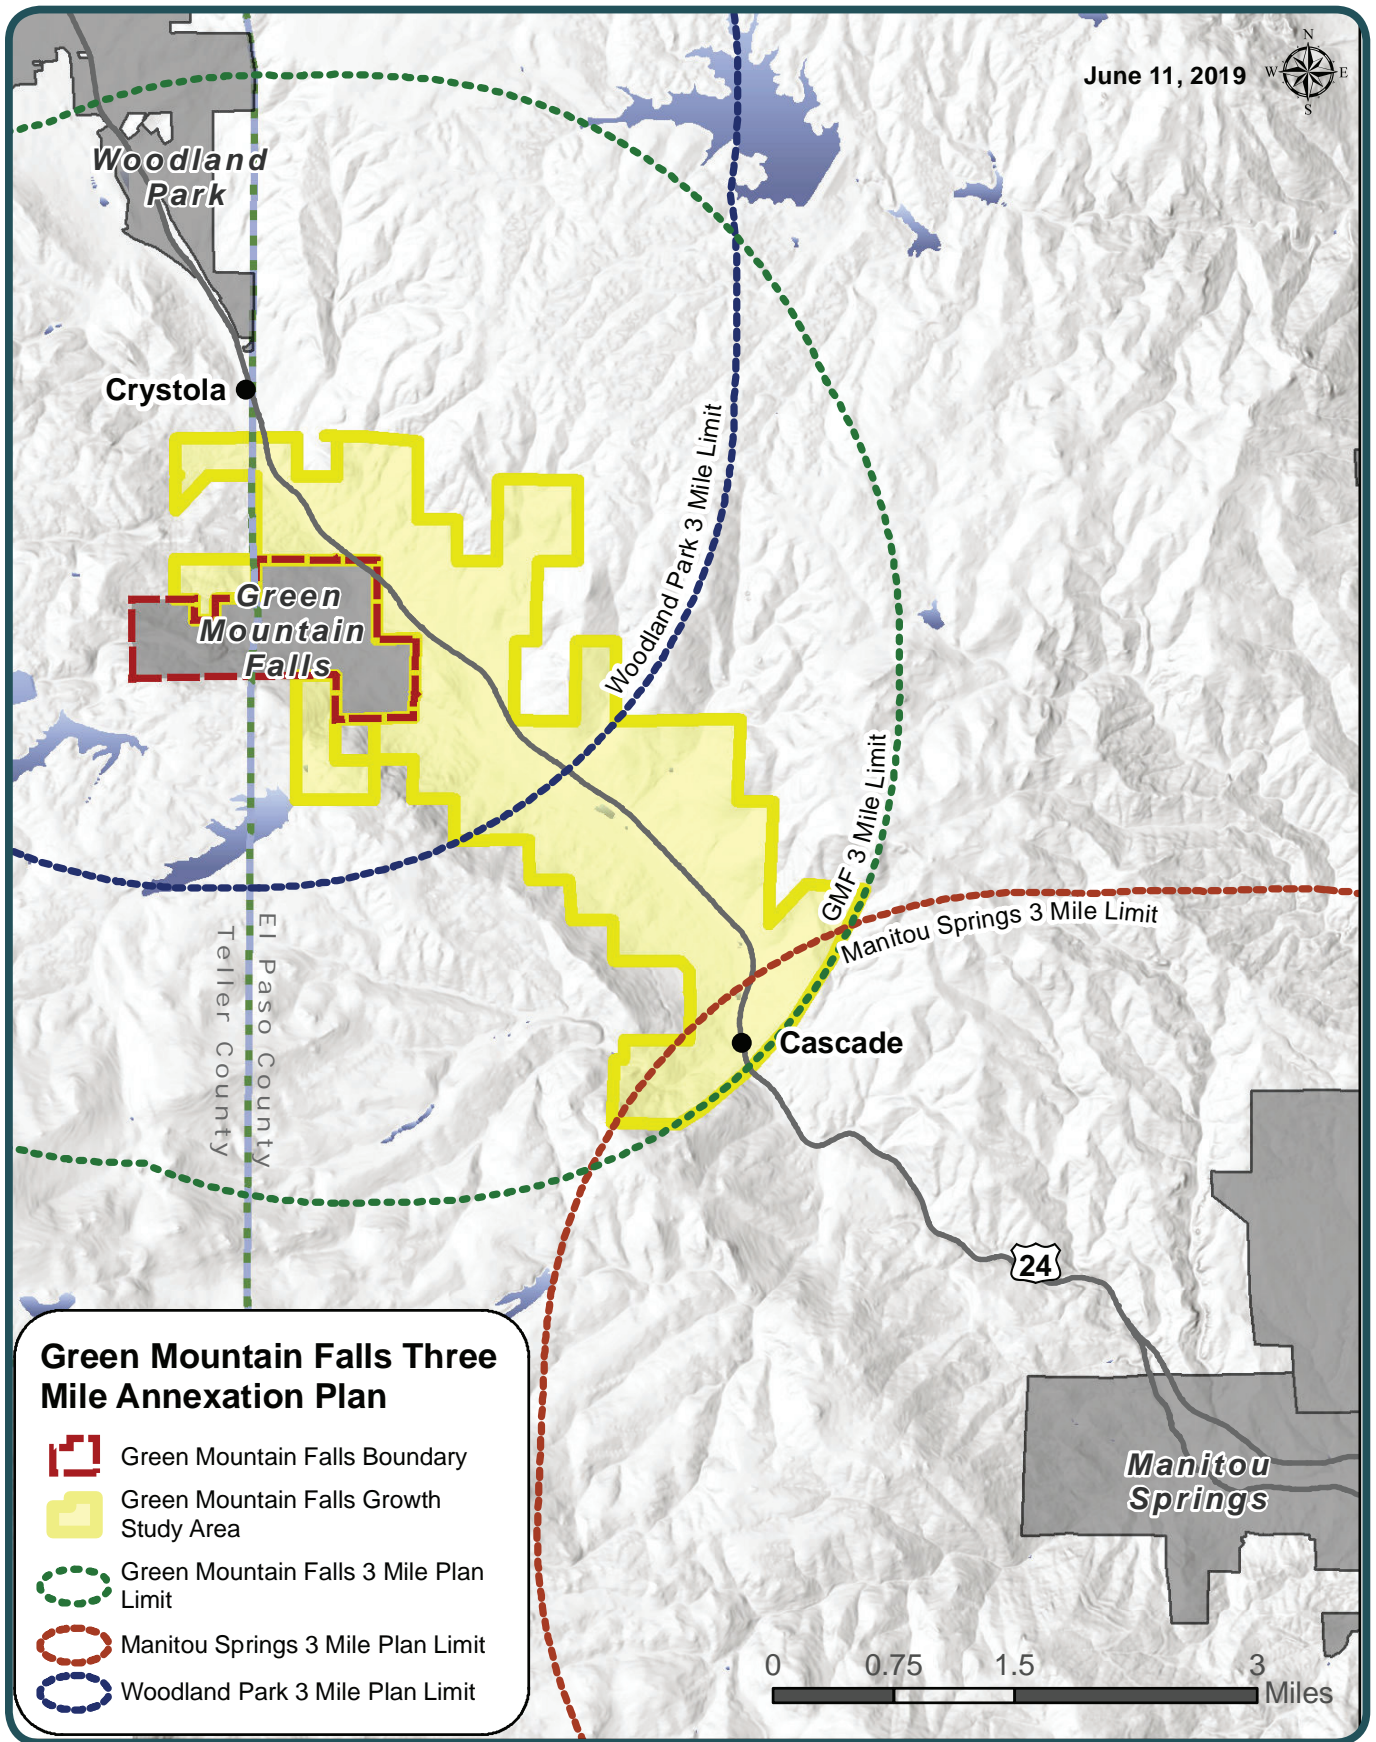 June 11, 2019
N
W
E
S
Woodland
Park
Crystola
Woodland Park 3 Mile Limit
Green
Mountain
Falls
GMF 3 Mile Limit
Manitou Springs 3 Mile Limit
El Paso County
Teller County
Cascade
24
Manitou
Springs
Green Mountain Falls Three
Mile Annexation Plan
Green Mountain Falls Boundary
Green Mountain Falls Growth
Study Area
Green Mountain Falls 3 Mile Plan
Limit
Manitou Springs 3 Mile Plan Limit
Woodland Park 3 Mile Plan Limit
0 0.75 1.5 3
Miles